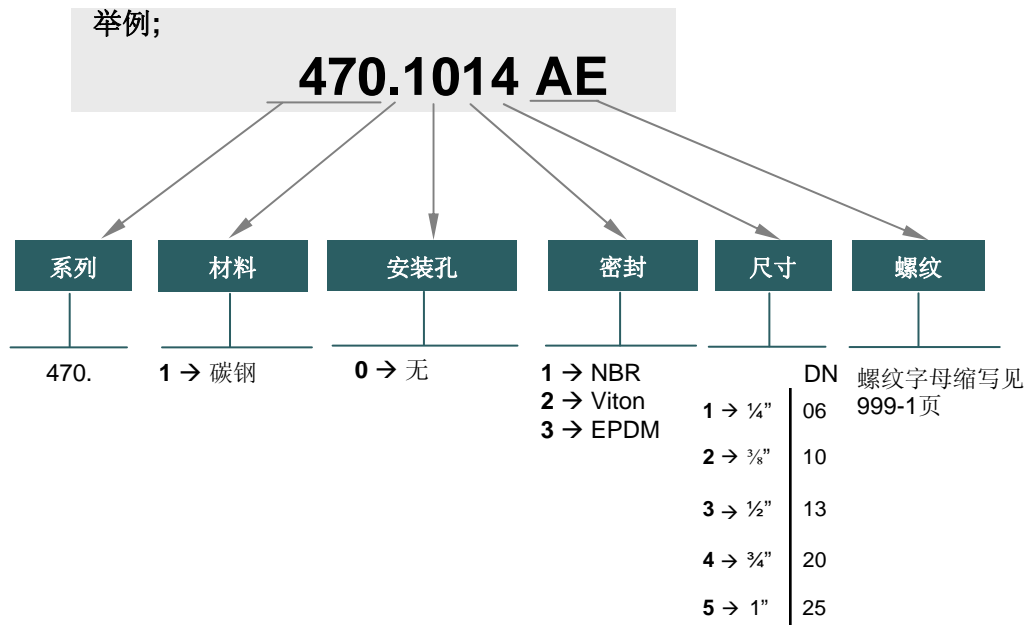 举例;
470.1014 AE
系列
材料
安装孔
密封
尺寸
螺纹
470.
1 → 碳钢
0 → 无
1 → NBR
2 → Viton
3 → EPDM
DN
1 → ¼” 06
2 → ⅜” 10
3 → ½” 13
4 → ¾” 20
5 → 1” 25
螺纹字母缩写见
999-1页